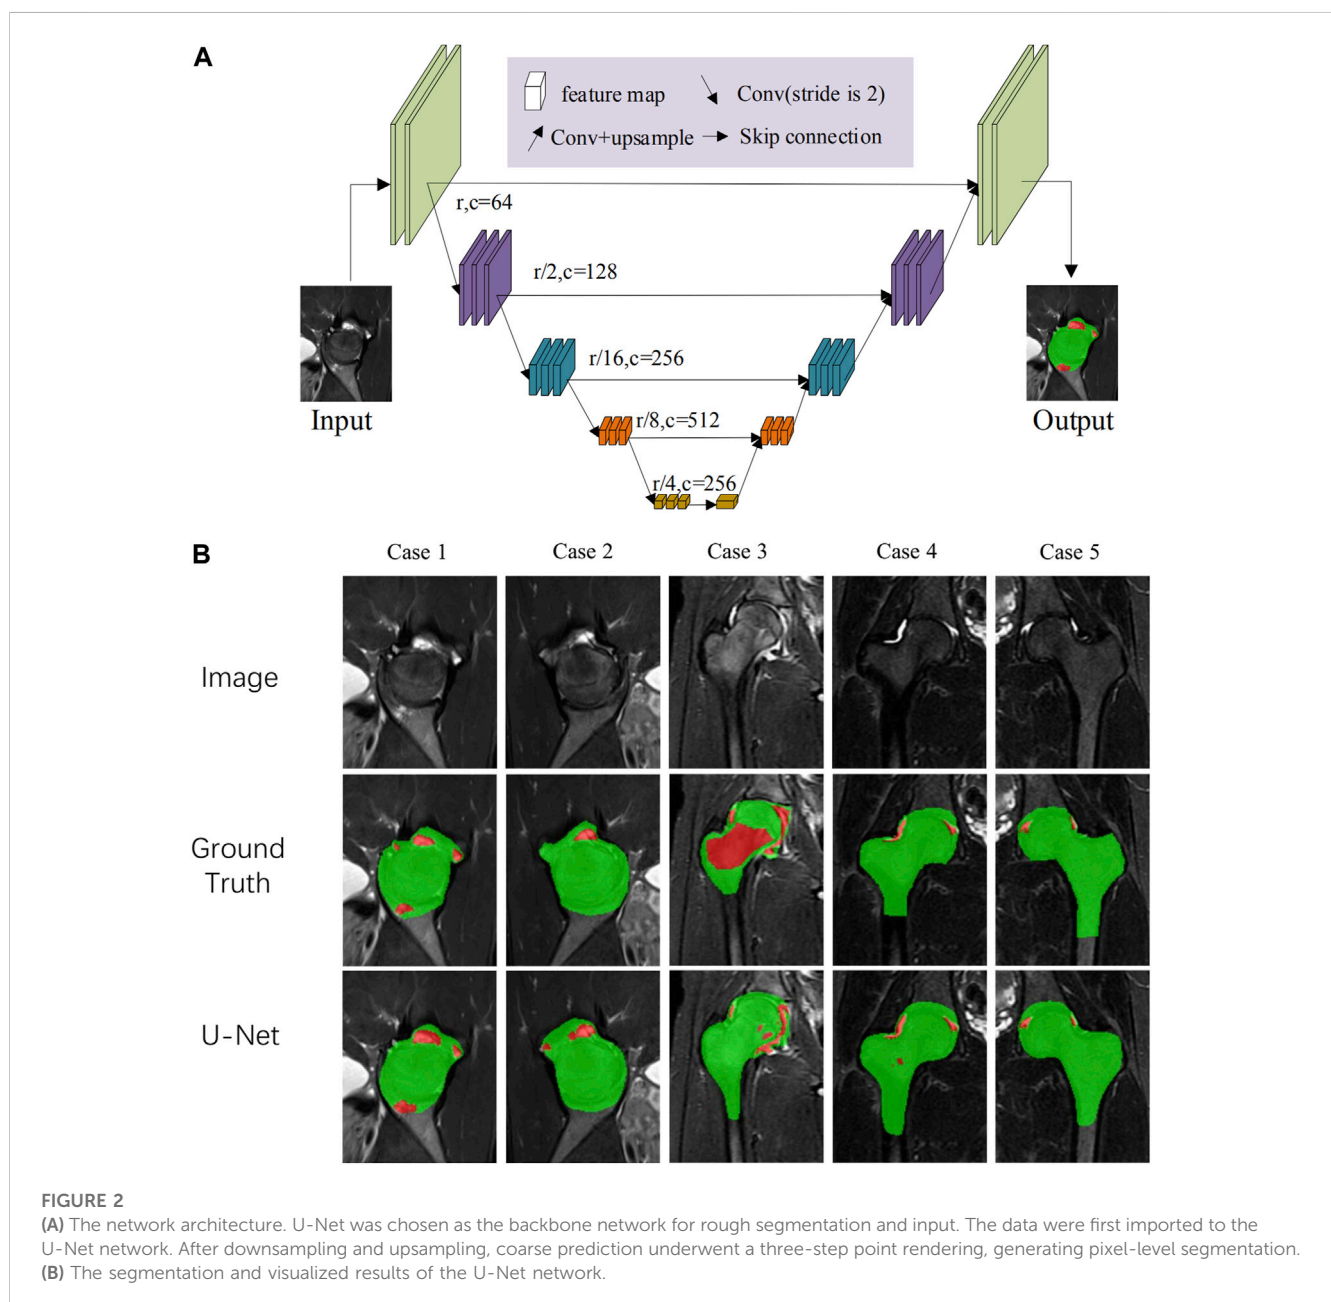 A
feature map
Conv(stride is 2)
Conv+upsample
Skip connection
r,c=64
r/2,c=128
r/16,c=256
r/8,c=512
r/4,c=256
Input
Output
B
Case 1 Case 2 Case 3 Case 4 Case 5
Image
Ground
Truth
U-Net
FIGURE 2
(A) The network architecture. U-Net was chosen as the backbone network for rough segmentation and input. The data were first imported to the
U-Net network. After downsampling and upsampling, coarse prediction underwent a three-step point rendering, generating pixel-level segmentation.
(B) The segmentation and visualized results of the U-Net network.